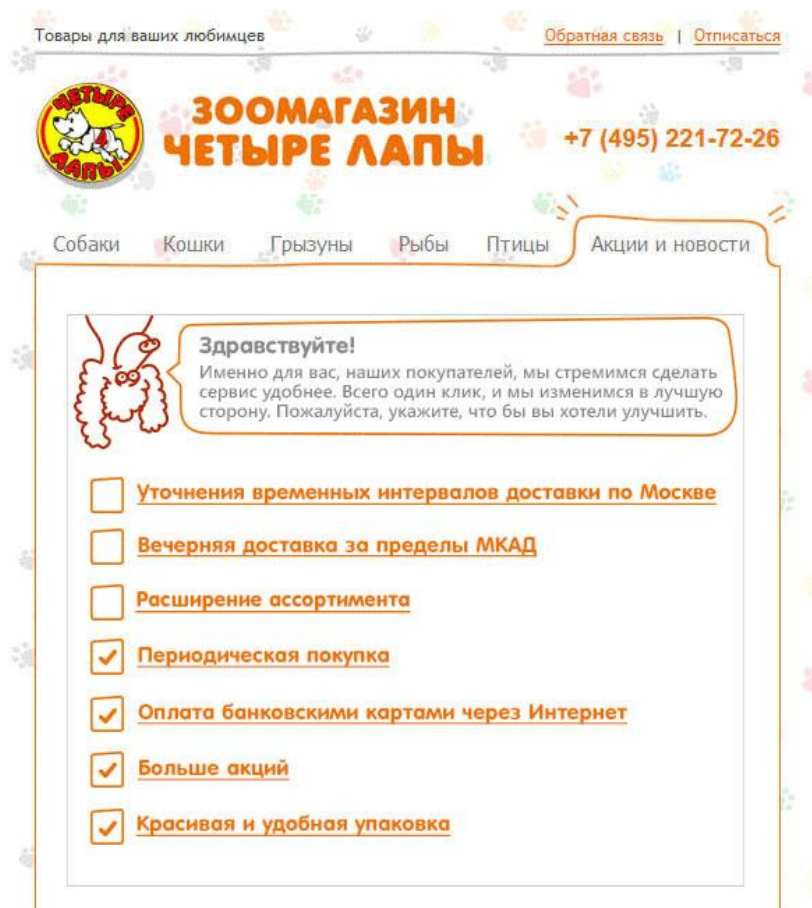 Товары для ваших любимцев
Обратная связь | Отписаться
ЧЕТЫРЕ
4
ЛАПЫ
ЗООМАГАЗИН
ЧЕТЫРЕ ЛАПЫ
+7 (495) 221-72-26
Собаки Кошки Грызуны Рыбы Птицы Акции и новости
Здравствуйте!
Именно для вас, наших покупателей, мы стремимся сделать
сервис удобнее. Всего один клик, и мы изменимся в лучшую
сторону. Пожалуйста, укажите, что бы вы хотели улучшить.
Уточнения временных интервалов доставки по Москве
Вечерняя доставка за пределы МКАД
Расширение ассортимента
Периодическая покупка
Оплата банковскими картами через Интернет
Больше акций
Красивая и удобная упаковка